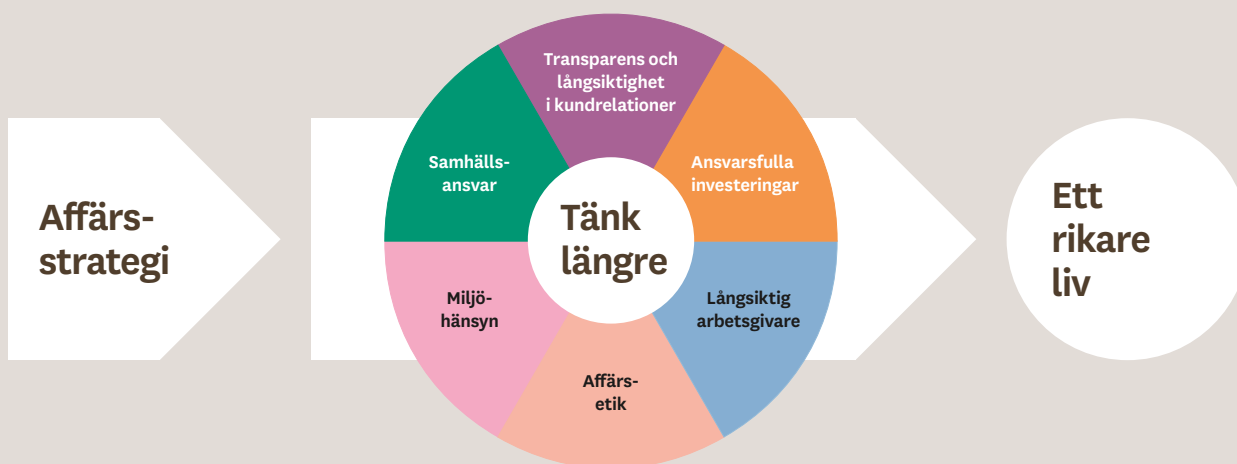 Affärs-
strategi
Transparens och
långsiktighet
i kundrelationer
Ansvarsfulla
investeringar
Långsiktig
arbetsgivare
Affärs-
etik
Miljö-
hänsyn
Samhälls-
ansvar
Tänk
längre
Ett
rikare
liv